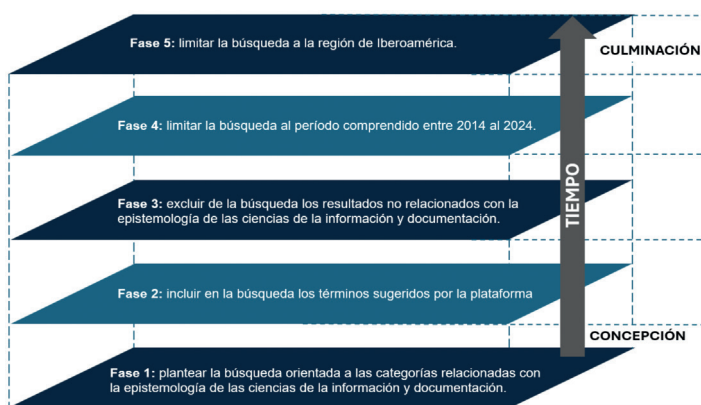 Fase 5: limitar la búsqueda a la región de Iberoamérica.
CULMINACIÓN
Fase 4: limitar la búsqueda al período comprendido entre 2014 al 2024.
TIEMPO
Fase 3: excluir de la búsqueda los resultados no relacionados con la
epistemología de las ciencias de la información y documentación.
Fase 2: incluir en la búsqueda los términos sugeridos por la plataforma
CONCEPCIÓN
Fase 1: plantear la búsqueda orientada a las categorías relacionadas con
la epistemología de las ciencias de la información y documentación.